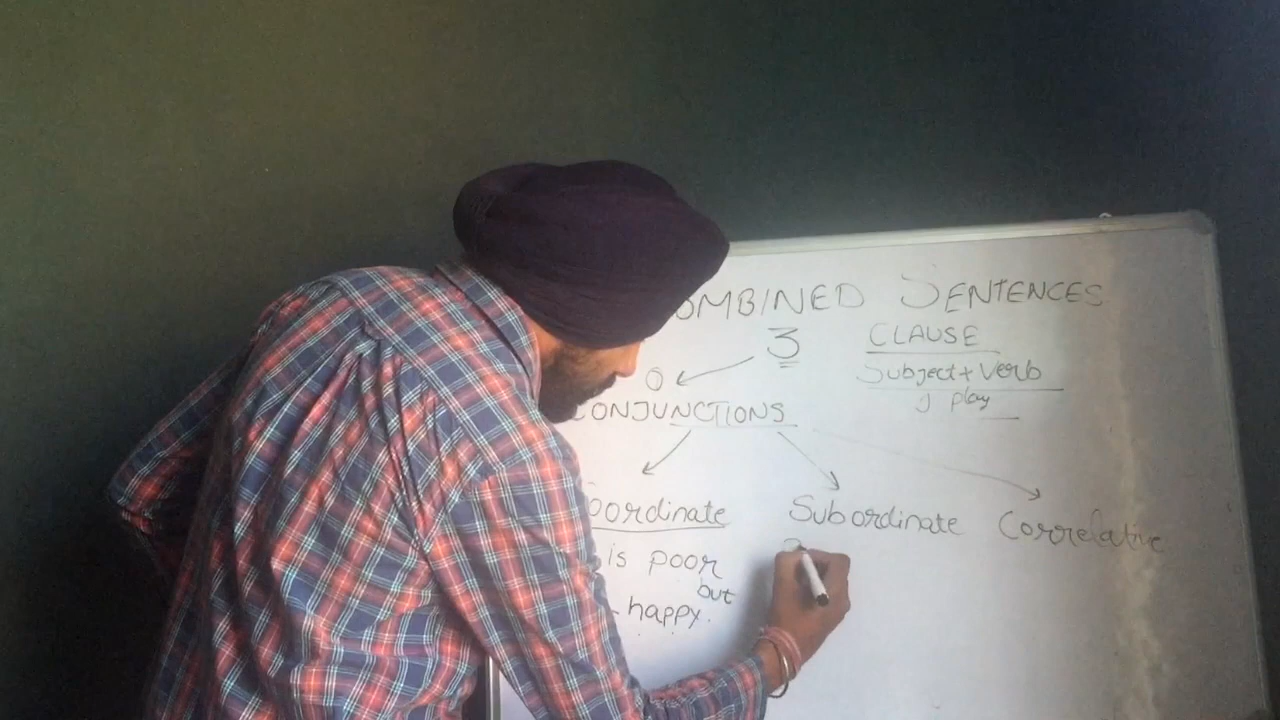 OMBINED SENTENCES
3 CLAUSE
Subject + Verb
play
CONJUNCTIONS
oordinate Subordinate Correlative
is poor
but
happy.